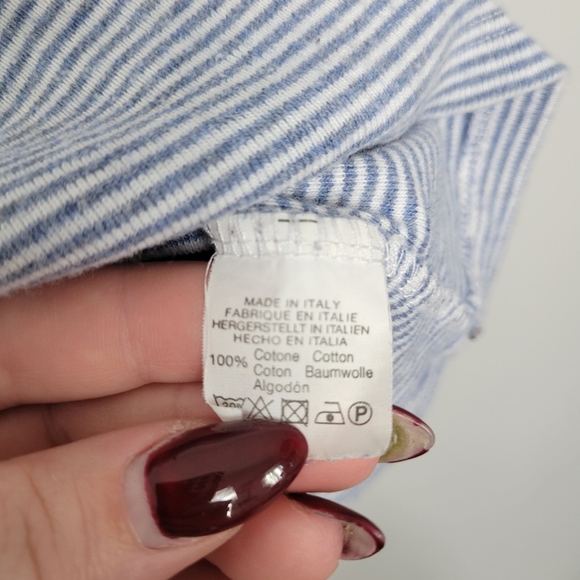 MADE IN ITALY
FABRIQUE EN ITALIE
HERGERSTELLT IN ITALIEN
HECHO EN ITALIA
100% Cotone Cotton
Coton Baumwolle
Algodón
P